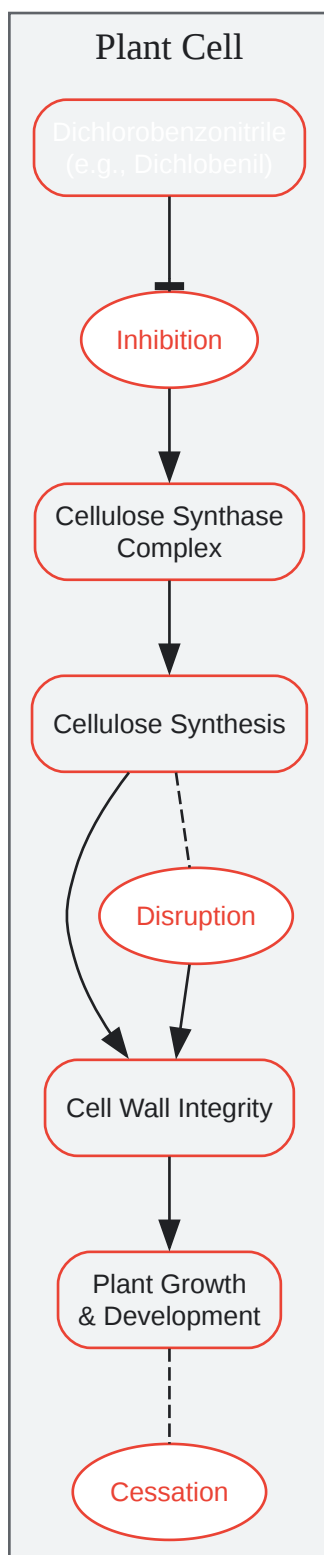 Plant Cell
Dichlorobenzonitrile
(e.g., Dichlobenil)
Inhibition
Cellulose Synthase
Complex
Cellulose Synthesis
Disruption
Cell Wall Integrity
Plant Growth
& Development
Cessation